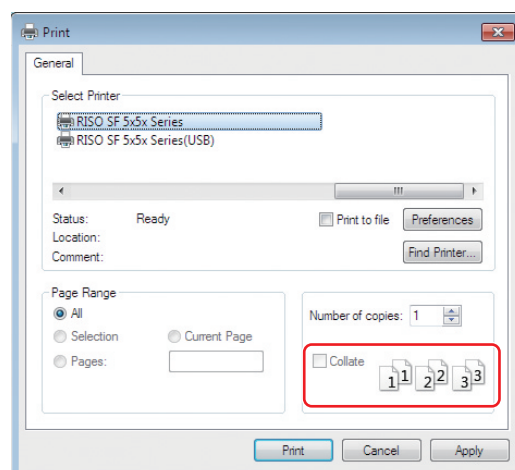 Print
General
Select Printer
RISO SF 5x5x Series
RISO SF 5x5x Series(USB)
Status: Ready
Print to file
Preferences
Location:
Comment:
Find Printer...
Page Range
All
Selection
Current Page
Pages:
Number of copies: 1
Collate
1 1 2 2 3 3
Print Cancel Apply